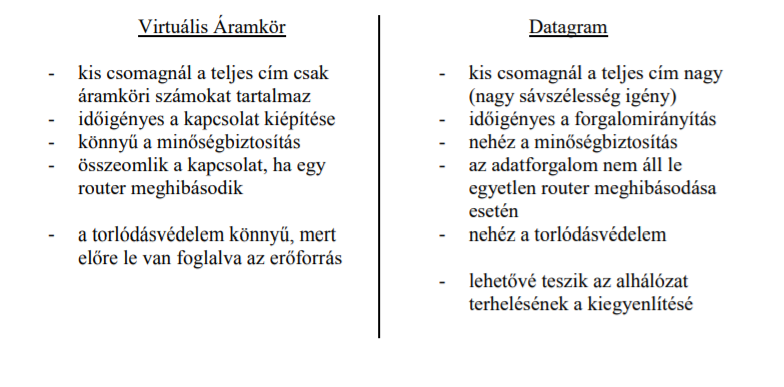 Virtuális Áramkör
- kis csomagnál a teljes cím csak
áramköri számokat tartalmaz
- időigényes a kapcsolat kiépítése
- könnyű a minőségbiztosítás
- összeomlik a kapcsolat, ha egy
router meghibásodik
- a torlódásvédelem könnyű, mert
előre le van foglalva az erőforrás
Datagram
- kis csomagnál a teljes cím nagy
(nagy sávszélesség igény)
- időigényes a forgalomirányítás
- nehéz a minőségbiztosítás
- az adatforgalom nem áll le
egyetlen router meghibásodása
esetén
- nehéz a torlódásvédelem
- lehetővé teszik az alhálózat
terhelésének a kiegyenlítésé